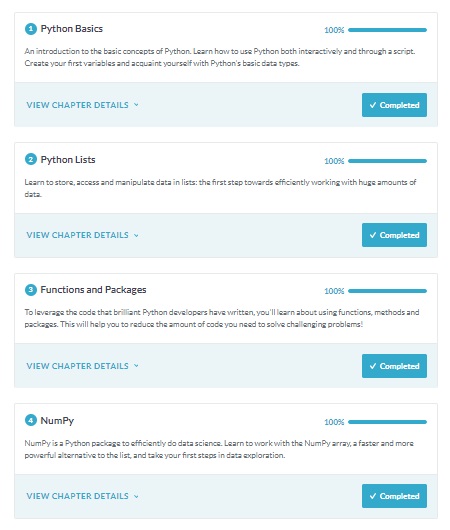 1 Python Basics 100%
An introduction to the basic concepts of Python. Learn how to use Python both interactively and through a script.
Create your first variables and acquaint yourself with Python's basic data types.
VIEW CHAPTER DETAILS Completed
2 Python Lists 100%
Learn to store, access and manipulate data in lists: the first step towards efficiently working with huge amounts of
data.
VIEW CHAPTER DETAILS Completed
3 Functions and Packages 100%
To leverage the code that brilliant Python developers have written, you'll learn about using functions, methods and
packages. This will help you to reduce the amount of code you need to solve challenging problems!
VIEW CHAPTER DETAILS Completed
4 NumPy 100%
NumPy is a Python package to efficiently do data science. Learn to work with the NumPy array, a faster and more
powerful alternative to the list, and take your first steps in data exploration.
VIEW CHAPTER DETAILS Completed